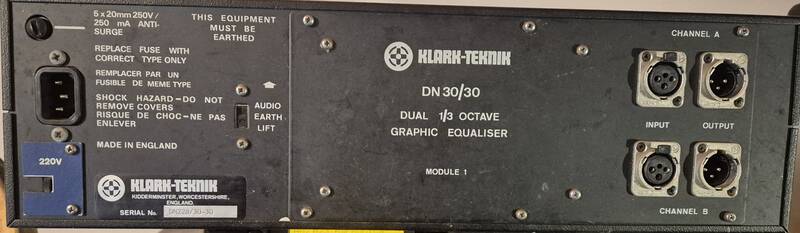 5 x 20mm 250V/
250 mA ANTI-
SURGE
THIS EQUIPMENT
MUST BE
EARTHED
REPLACE FUSE WITH
CORRECT TYPE ONLY
REMPLACER PAR UN
FUSIBLE DE MEME TYPE
SHOCK HAZARD-DO NOT
REMOVE COVERS
RISQUE DE CHOC-NE PAS
ENLEVER
MADE IN ENGLAND
AUDIO
EARTH
LIFT
220V
KLARK-TEKNIK
KIDDERMINSTER, WORCESTERSHIRE,
ENGLAND.
SERIAL No.
KLARK-TEKNIK
DN 30/30
DUAL 1/3 OCTAVE
GRAPHIC EQUALISER
MODULE 1
CHANNEL A
INPUT
OUTPUT
CHANNEL B